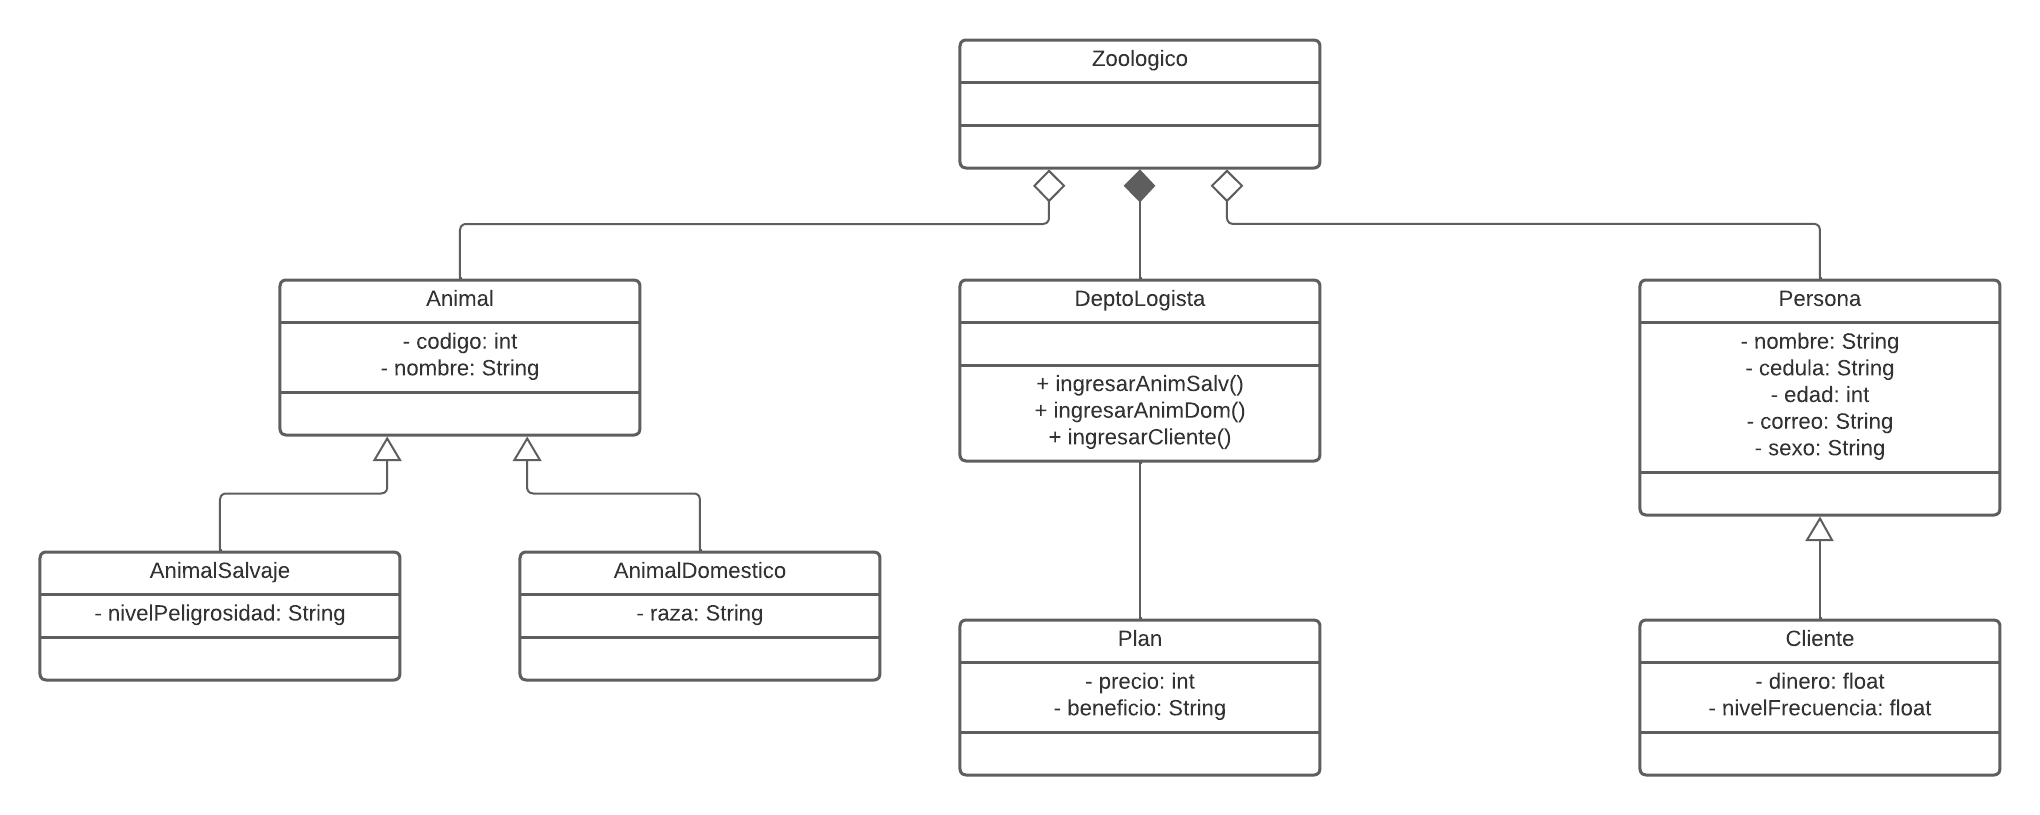 Zoologico
Animal
- codigo: int
- nombre: String
DeptoLogista
+ ingresarAnimSalv()
+ ingresarAnimDom()
+ ingresarCliente()
Persona
- nombre: String
- cedula: String
- edad: int
- correo: String
- sexo: String
AnimalSalvaje
- nivelPeligrosidad: String
AnimalDomestico
- raza: String
Plan
- precio: int
- beneficio: String
Cliente
- dinero: float
- nivelFrecuencia: float